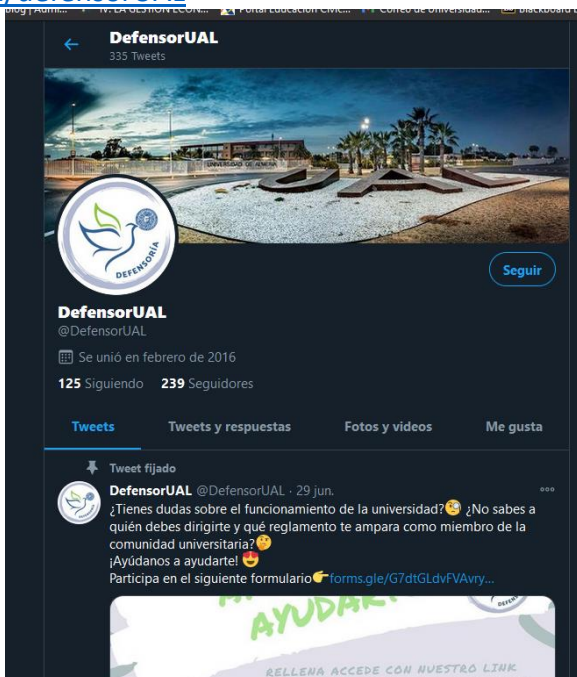 DefensorUAL
335 Tweets
UNIVERSIDAD DE ALMERÍA
UAL
DEFENSORÍA
Seguir
DefensorUAL
@DefensorUAL
Se unió en febrero de 2016
125 Siguiendo 239 Seguidores
Tweets Tweets y respuestas Fotos y videos Me gusta
Tweet fijado
DefensorUAL @DefensorUAL · 29 jun.
¿Tienes dudas sobre el funcionamiento de la universidad?🧐 ¿No sabes a
quién debes dirigirte y qué reglamento te ampara como miembro de la
comunidad universitaria?🤔
¡Ayúdanos a ayudarte! 😍
Participa en el siguiente formulario👉forms.gle/G7dtGLdvFVAvry...
AYUDAR
RELLENA ACCEDE CON NUESTRO LINK